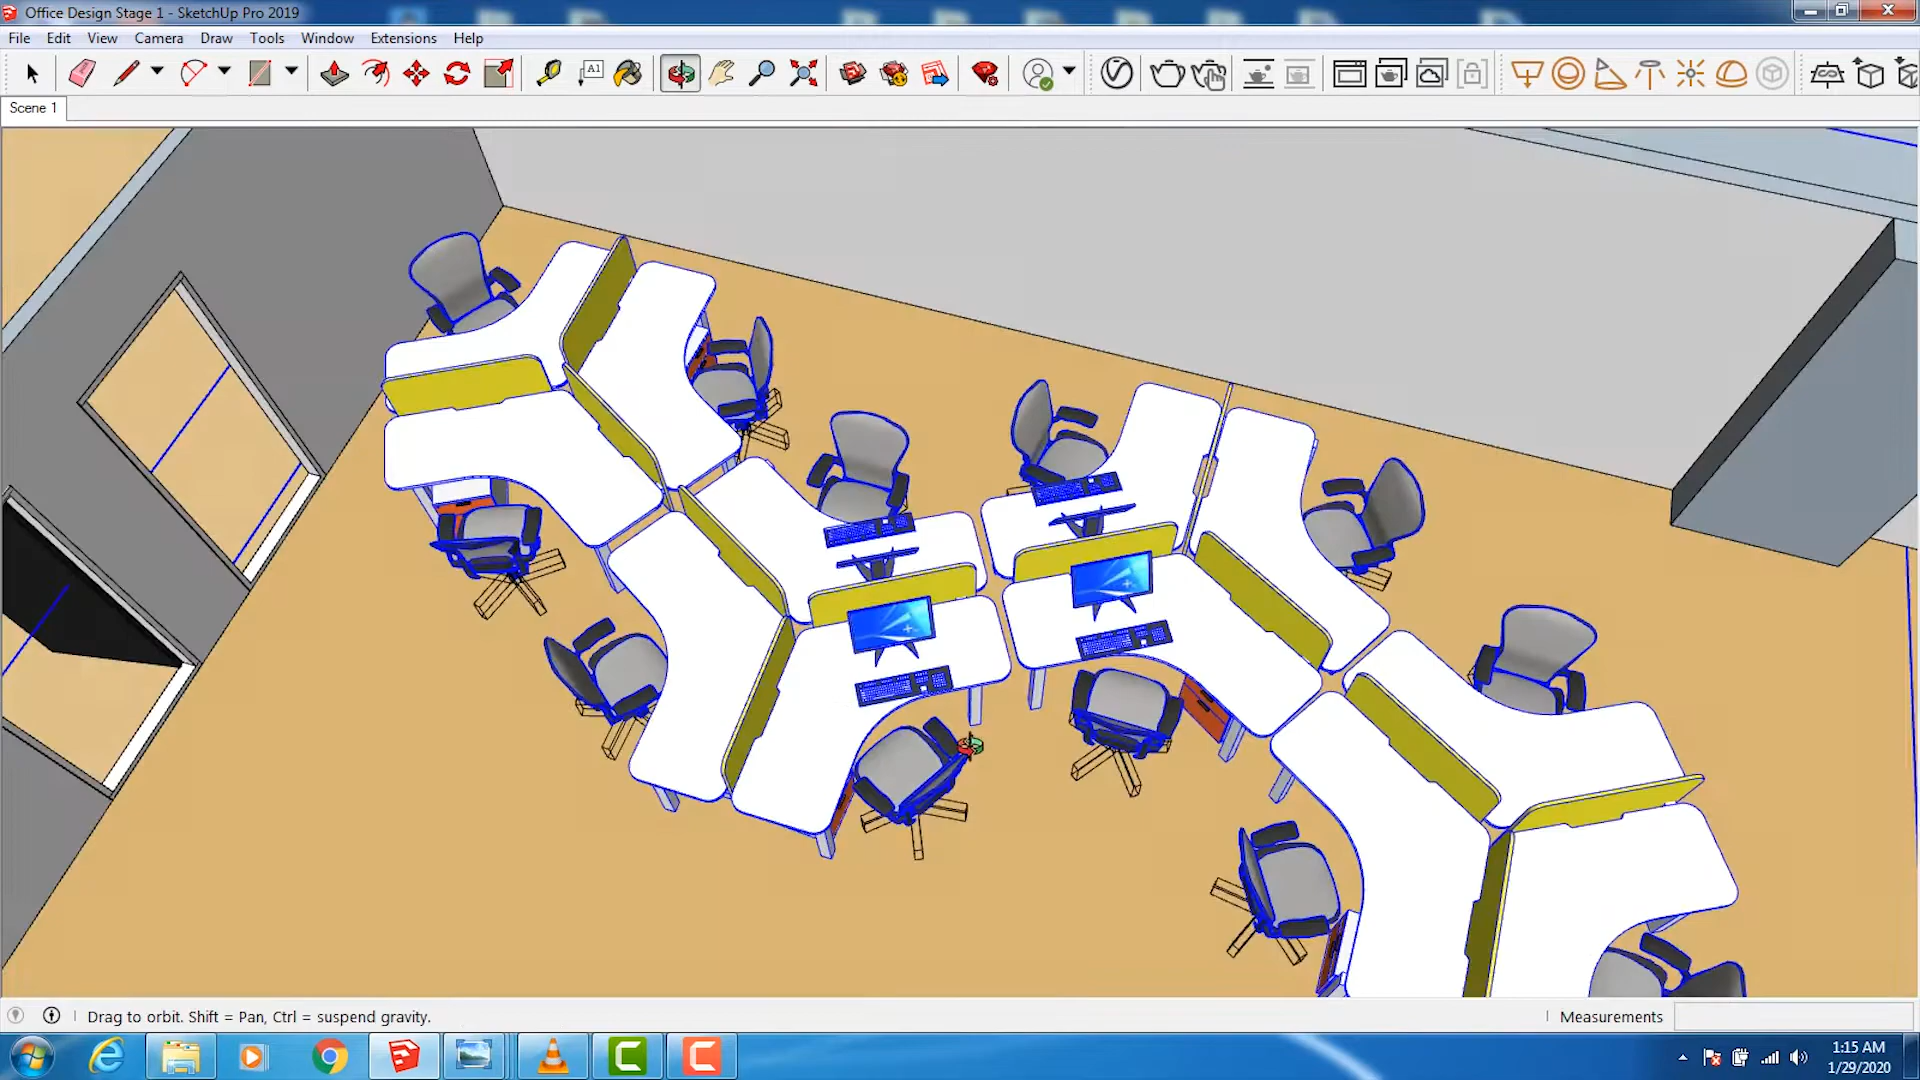 Office Design Stage 1 - SketchUp Pro 2019
File Edit View Camera Draw Tools Window Extensions Help
A1
Scene 1
Drag to orbit. Shift = Pan, Ctrl = suspend gravity.
Measurements
1:15 AM
1/29/2020